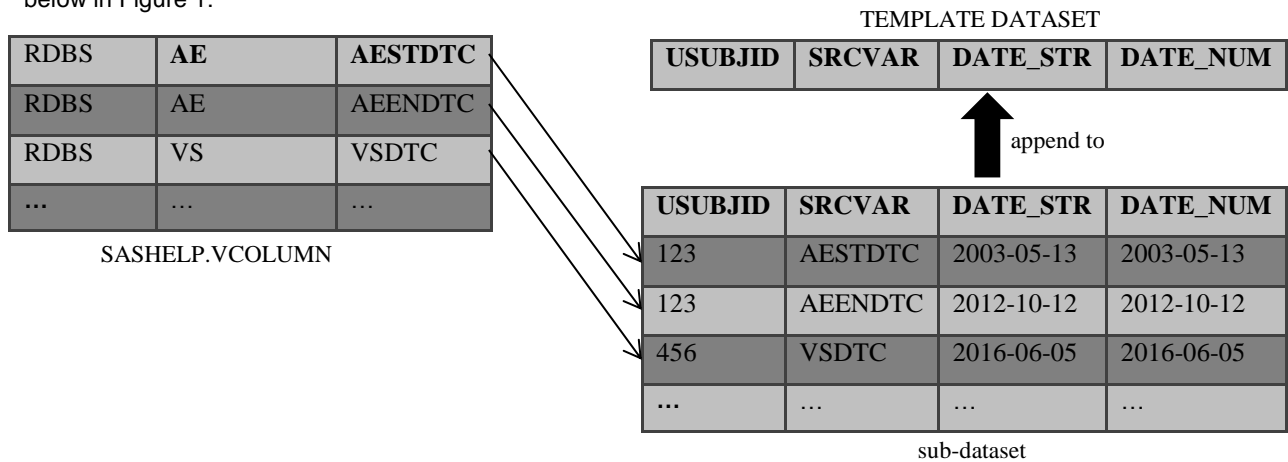 below in Figure 1.
RDBS AE AESTDTC
RDBS AE AEENDTC
RDBS VS VSDTC
... ... ...
SASHELP.VCOLUMN
TEMPLATE DATASET
USUBJID SRCVAR DATE_STR DATE_NUM
append to
USUBJID SRCVAR DATE_STR DATE_NUM
123 AESTDTC 2003-05-13 2003-05-13
123 AEENDTC 2012-10-12 2012-10-12
456 VSDTC 2016-06-05 2016-06-05
... ... ... ...
sub-dataset